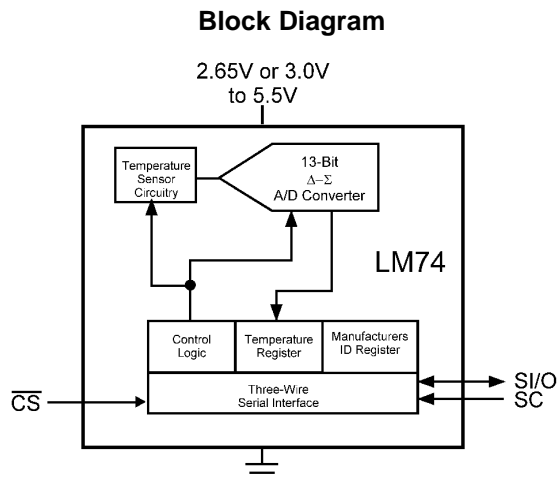 Block Diagram
2.65V or 3.0V
to 5.5V
Temperature
Sensor
Circuitry
13-Bit
Δ–Σ
A/D Converter
LM74
Control
Logic
Temperature
Register
Manufacturers
ID Register
Three-Wire
Serial Interface
C̅S̅
SI/O
SC